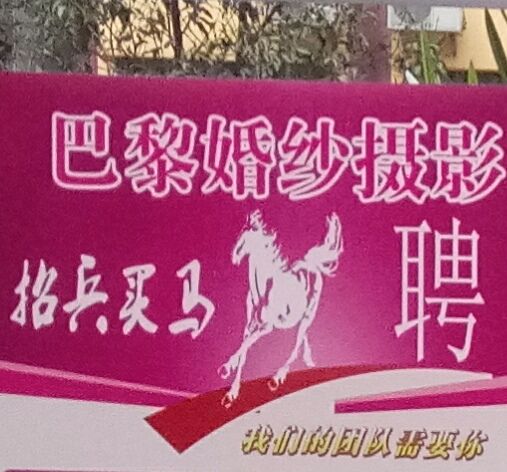 巴黎婚纱摄影
招兵买马
聘
我们的团队需要你